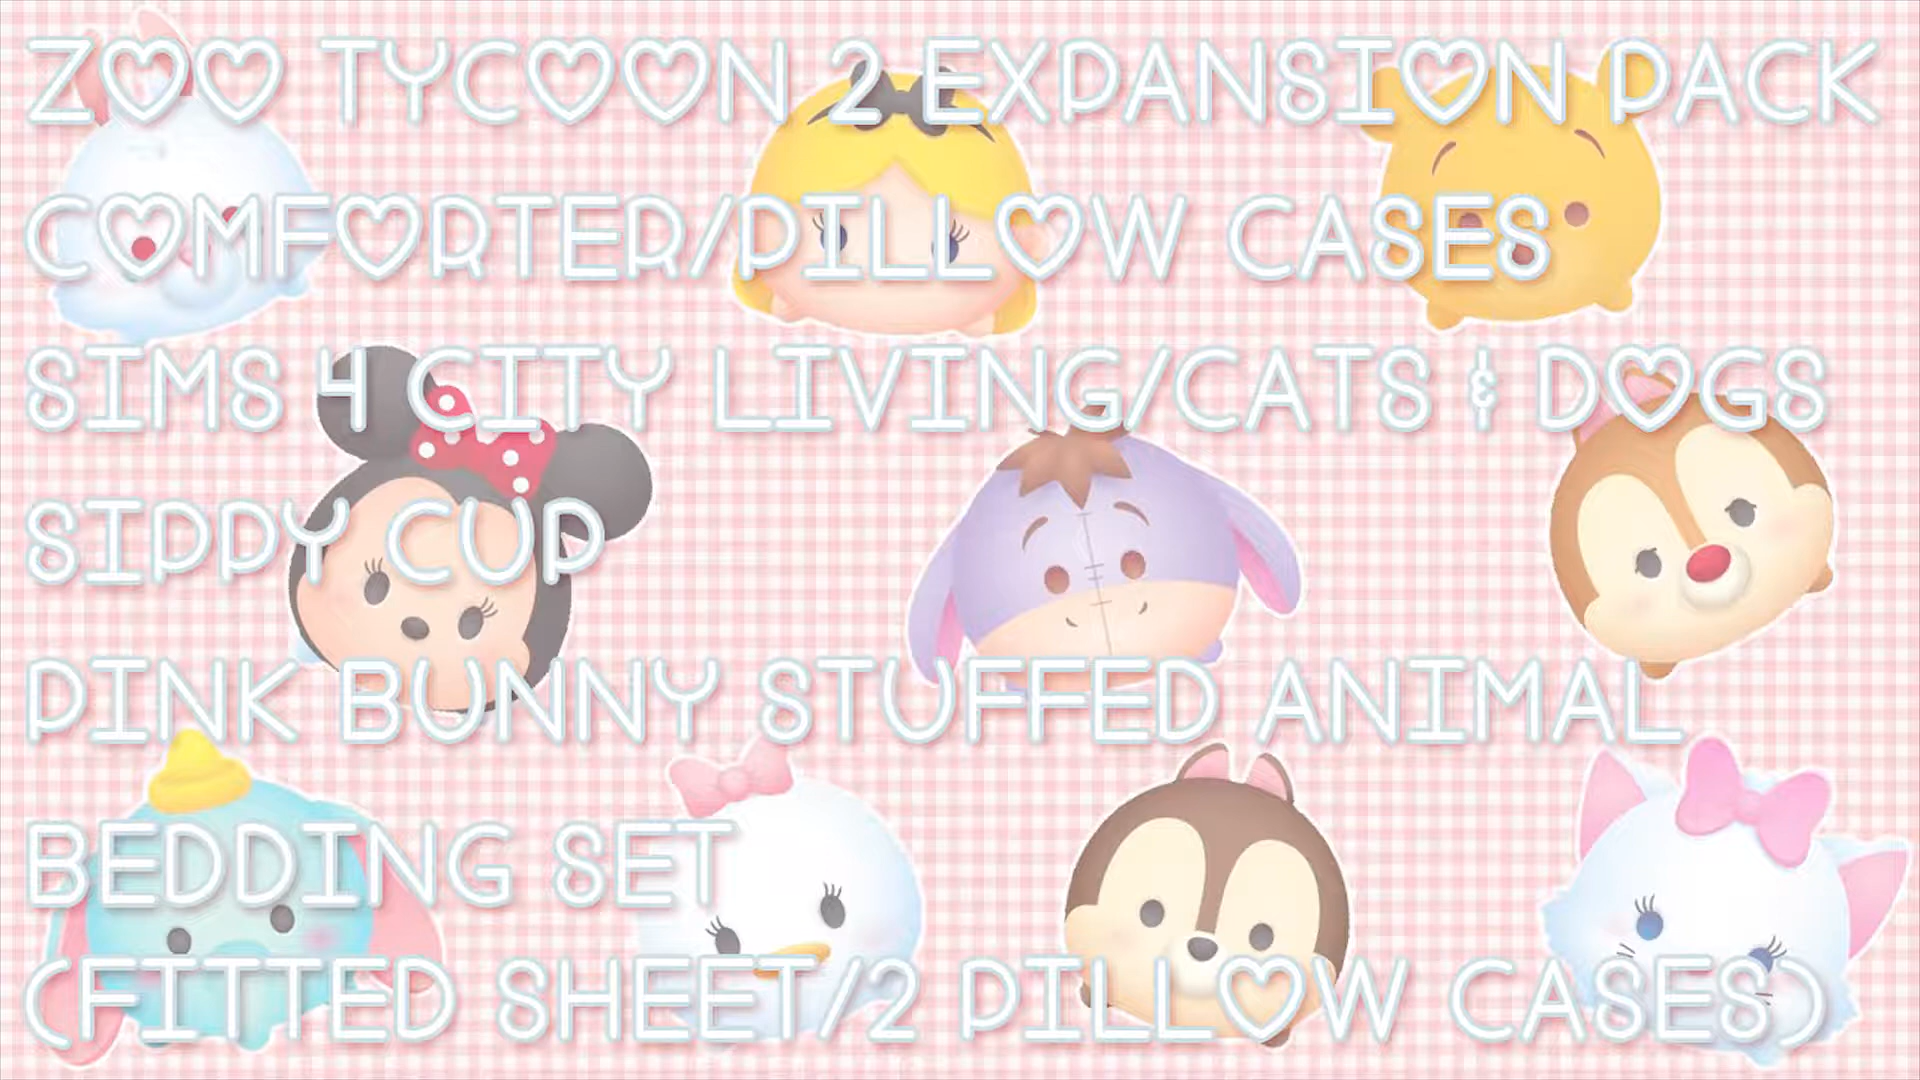 ZOO TYCOON 2 EXPANSION PACK
COMFORTER/PILLOW CASES
SIMS 4 CITY LIVING/CATS & DOGS
SIPPY CUP
PINK BUNNY STUFFED ANIMAL
BEDDING SET
(FITTED SHEET/2 PILLOW CASES)